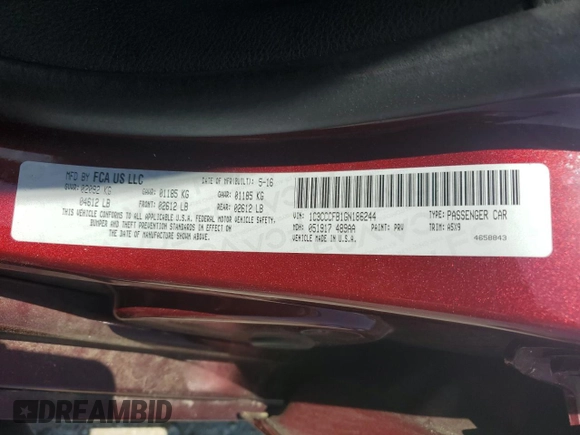 MFD BY FCA US LLC DATE OF MFR(BUILT): 5-16
GVWR: 02092 KG GAWR: 01185 KG GAWR: 01185 KG
04612 LB FRONT: 02612 LB REAR: 02612 LB
THIS VEHICLE CONFORMS TO ALL APPLICABLE U.S.A. FEDERAL MOTOR VEHICLE SAFETY,
BUMPER AND THEFT PREVENTION STANDARDS IN EFFECT ON
THE DATE OF MANUFACTURE SHOWN ABOVE.
VIN: 1C3CCCFB1GN186244 TYPE: PASSENGER CAR
MDH: 051917 489AA PAINT: PRV TRIM: A5X9
VEHICLE MADE IN U.S.A. 4658843
DREAMBID